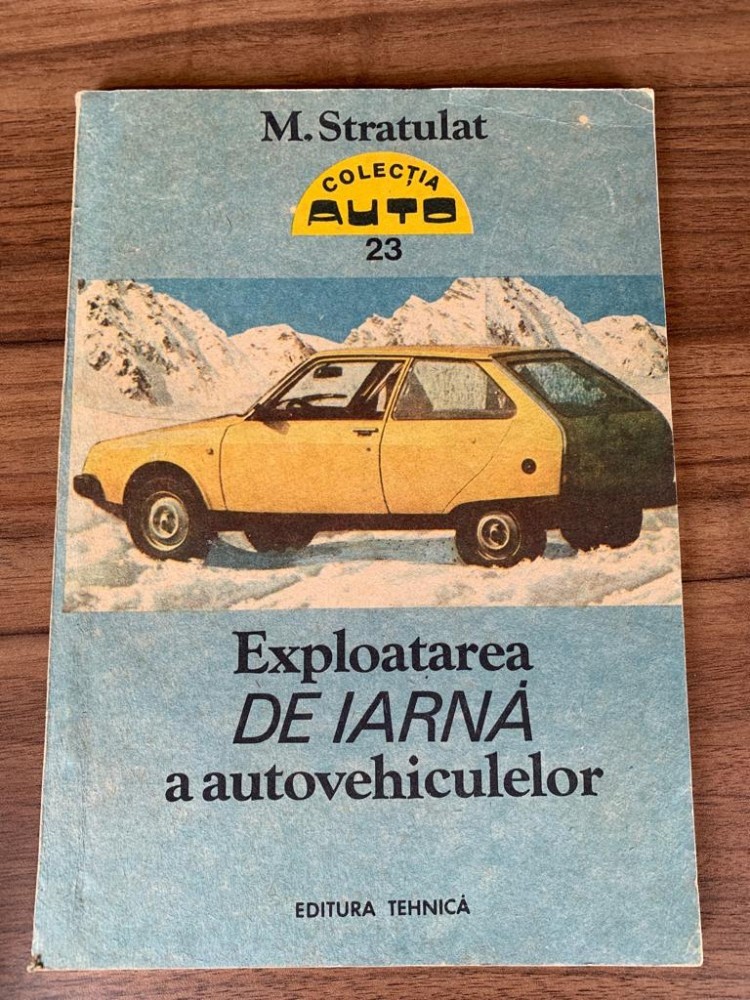 M. Stratulat
COLECȚIA
AUTO
23
Exploatarea
DE IARNĂ
a autovehiculelor
EDITURA TEHNICĂ